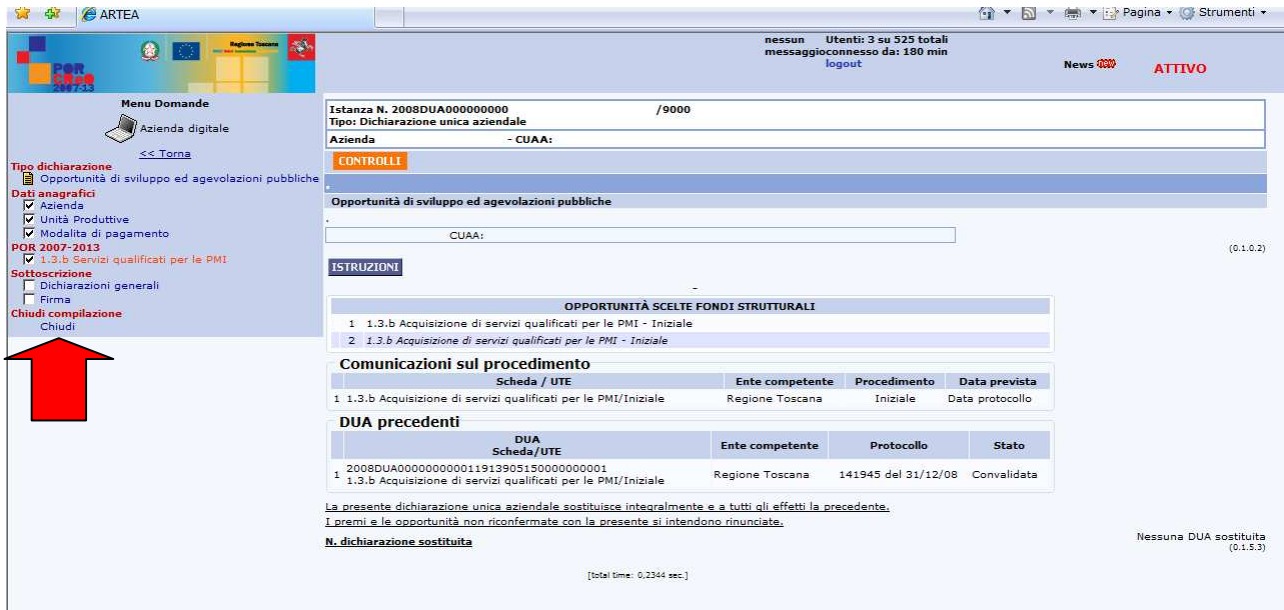 ARTEA
Pagina
Strumenti
Regione Toscana
POR
CReO
2007-13
nessun Utenti: 3 su 525 totali
messaggioconnesso da: 180 min
logout
News
ATTIVO
Menu Domande
Azienda digitale
<< Torna
Tipo dichiarazione
Opportunità di sviluppo ed agevolazioni pubbliche
Dati anagrafici
Azienda
Unità Produttive
Modalita di pagamento
POR 2007-2013
1.3.b Servizi qualificati per le PMI
Sottoscrizione
Dichiarazioni generali
Firma
Chiudi compilazione
Chiudi
Istanza N. 2008DUA000000000 /9000
Tipo: Dichiarazione unica aziendale
Azienda - CUAA:
CONTROLLI
.
Opportunità di sviluppo ed agevolazioni pubbliche
.
CUAA:
(0.1.0.2)
ISTRUZIONI
-
OPPORTUNITÀ SCELTE FONDI STRUTTURALI
1 1.3.b Acquisizione di servizi qualificati per le PMI - Iniziale
2 1.3.b Acquisizione di servizi qualificati per le PMI - Iniziale
Comunicazioni sul procedimento
Scheda / UTE Ente competente Procedimento Data prevista
1 1.3.b Acquisizione di servizi qualificati per le PMI/Iniziale Regione Toscana Iniziale Data protocollo
DUA precedenti
DUA
Scheda/UTE Ente competente Protocollo Stato
1 2008DUA000000000011913905150000000001
1.3.b Acquisizione di servizi qualificati per le PMI/Iniziale Regione Toscana 141945 del 31/12/08 Convalidata
La presente dichiarazione unica aziendale sostituisce integralmente e a tutti gli effetti la precedente.
I premi e le opportunità non riconfermate con la presente si intendono rinunciate.
N. dichiarazione sostituita
Nessuna DUA sostituita
(0.1.5.3)
[total time: 0,2344 sec.]